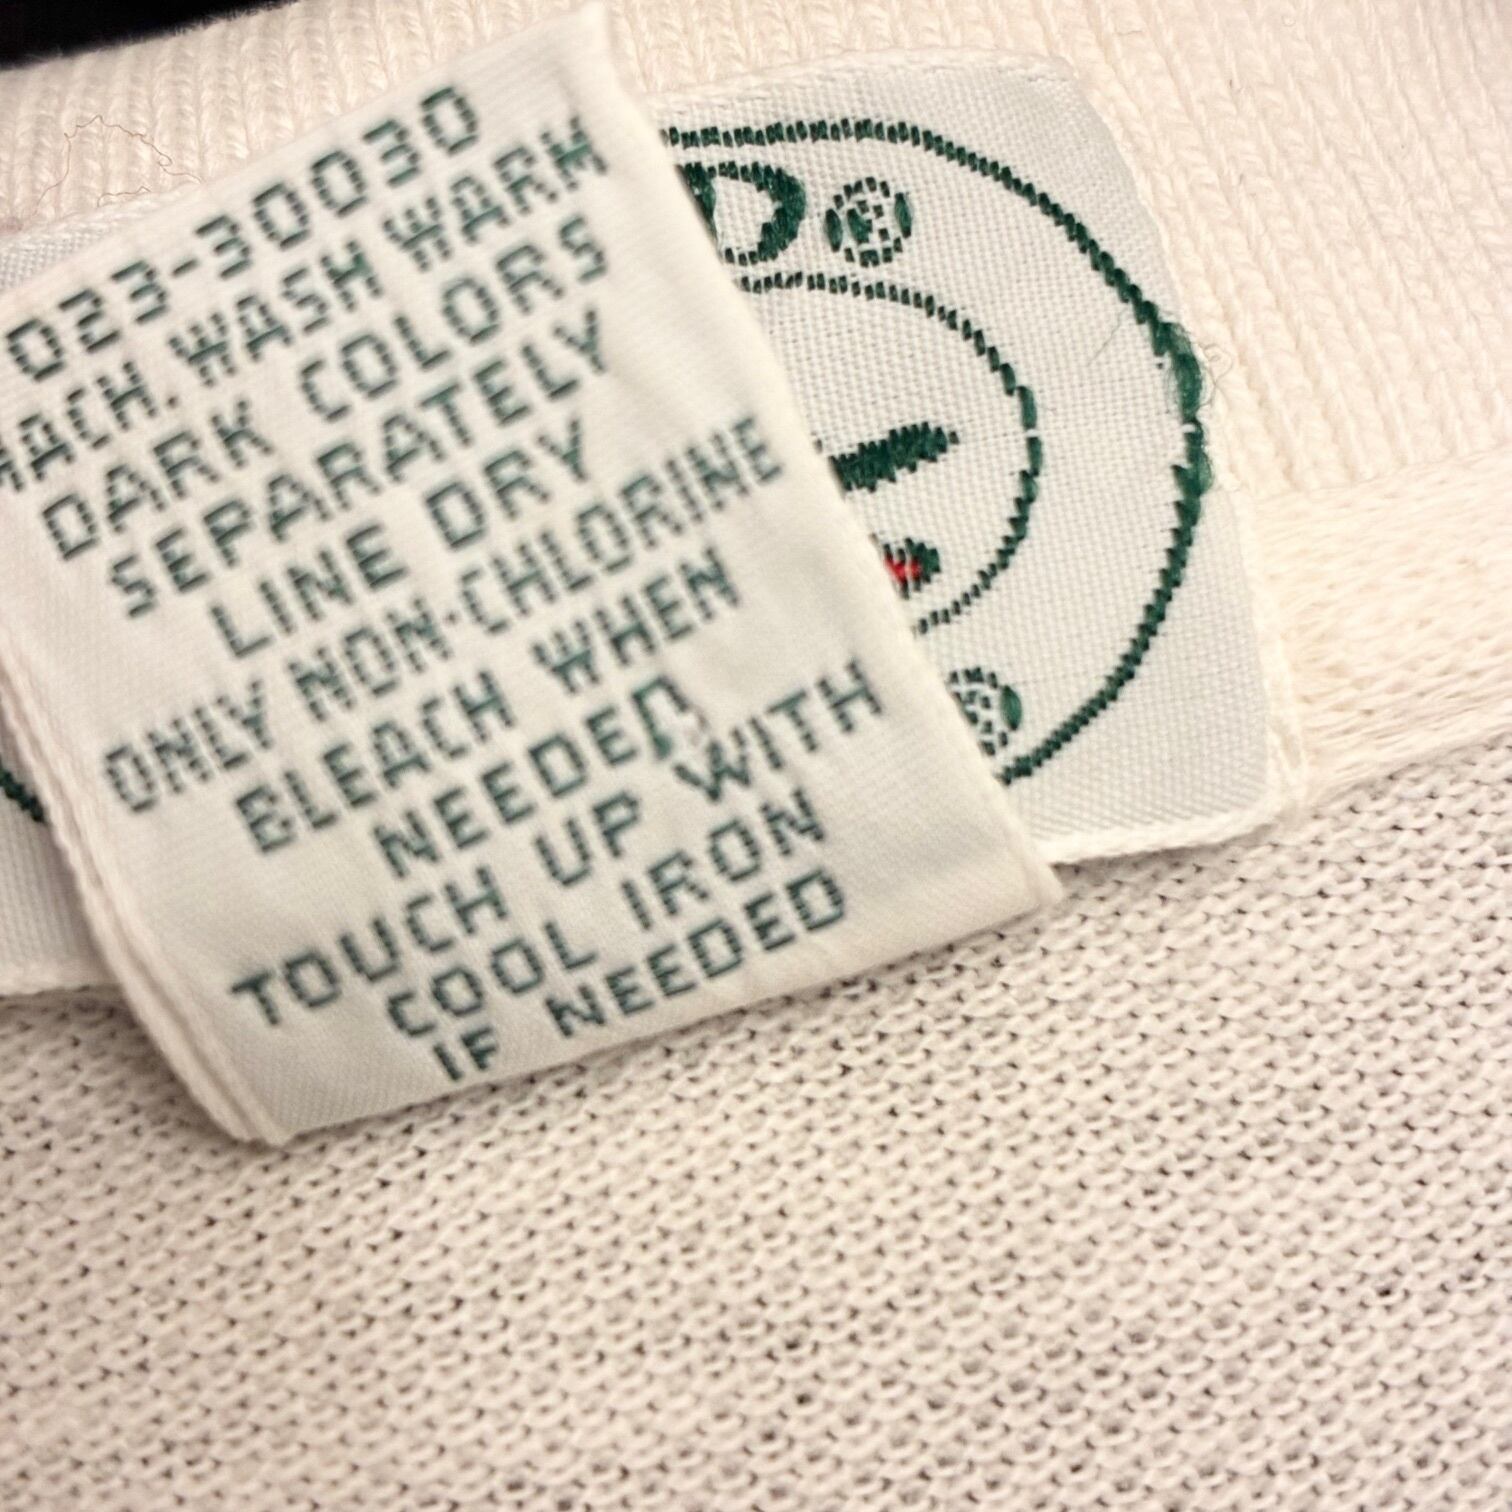 023-30030
MACH. WASH WARM
DARK COLORS
SEPARATELY
LINE DRY
ONLY NON-CHLORINE
BLEACH WHEN
NEEDED
TOUCH UP WITH
COOL IRON
IF NEEDED